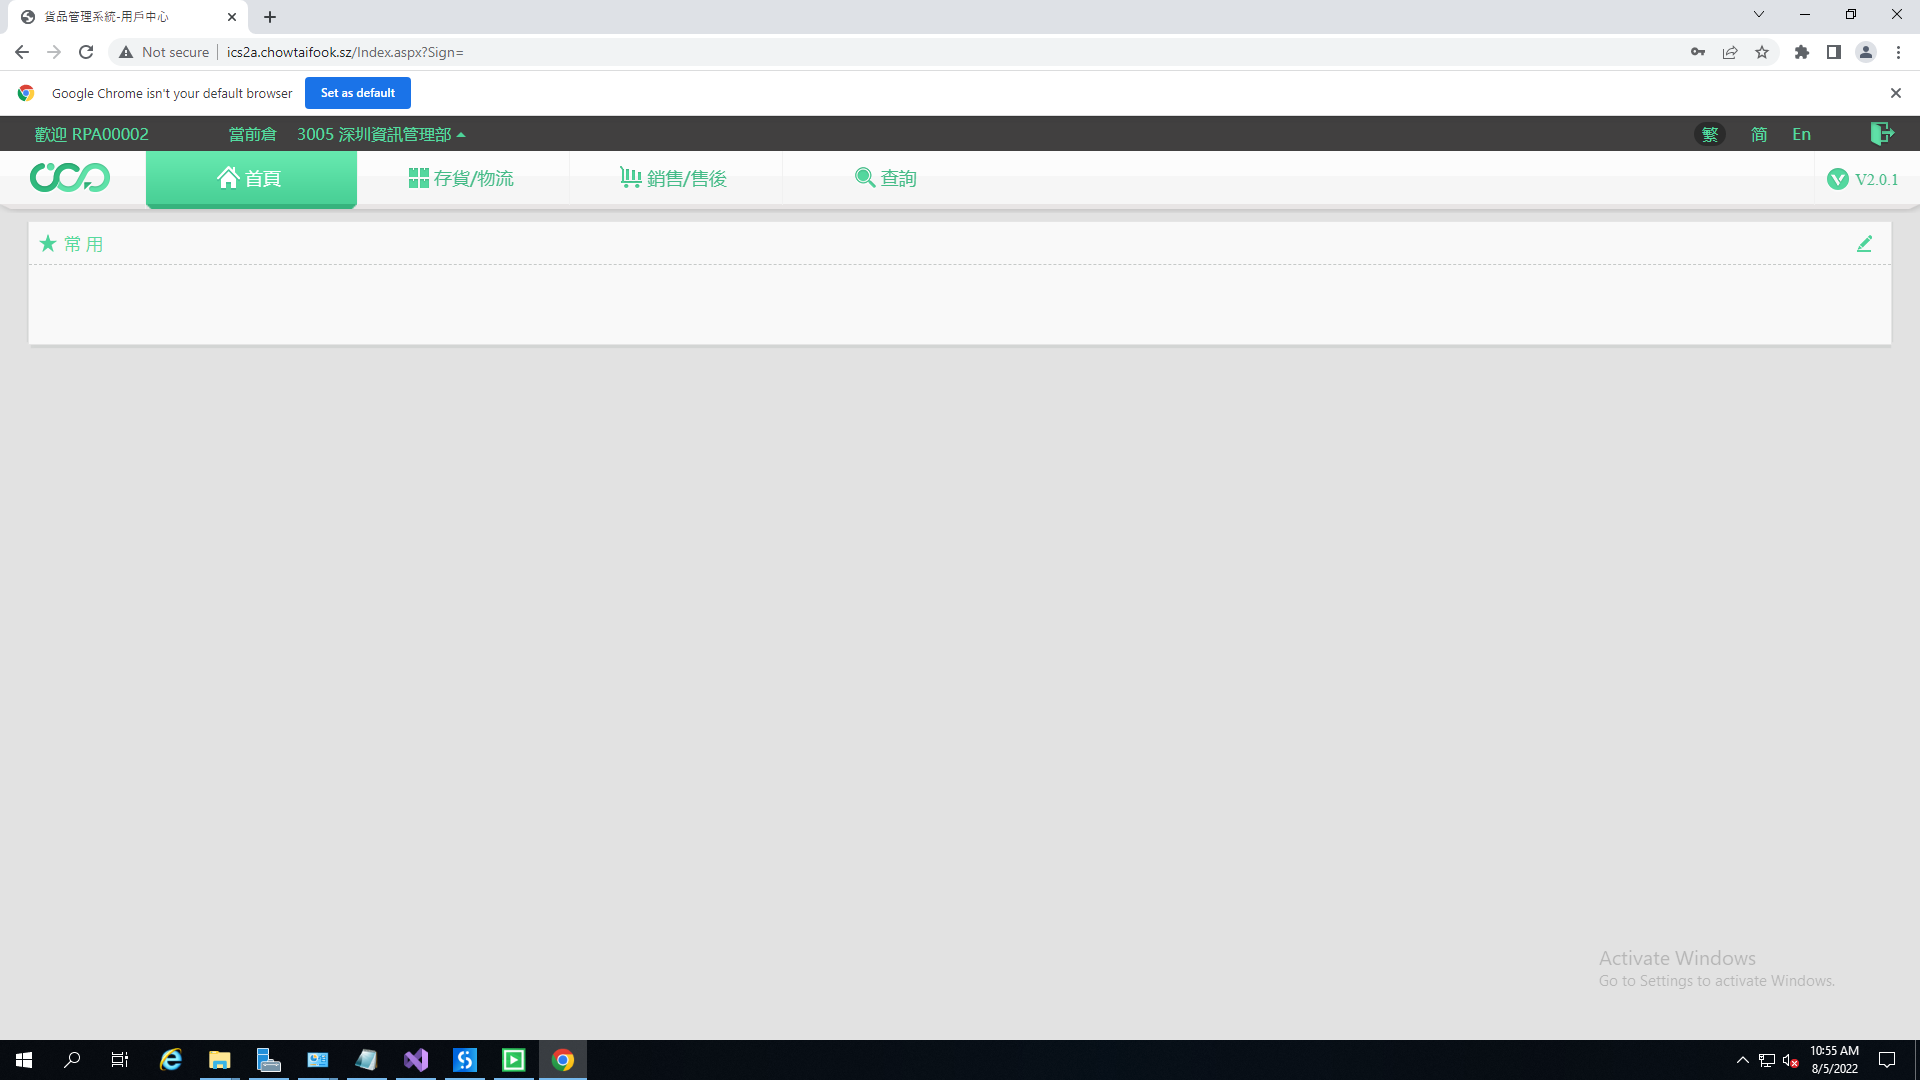 貨品管理系統-用戶中心
Not secure
ics2a.chowtaifook.sz/Index.aspx?Sign=
Google Chrome isn't your default browser
Set as default
歡迎 RPA00002
當前倉
3005 深圳資訊管理部
繁
简
En
首頁
存貨/物流
銷售/售後
查詢
V2.0.1
常 用
Activate Windows
Go to Settings to activate Windows.
10:55 AM
8/5/2022